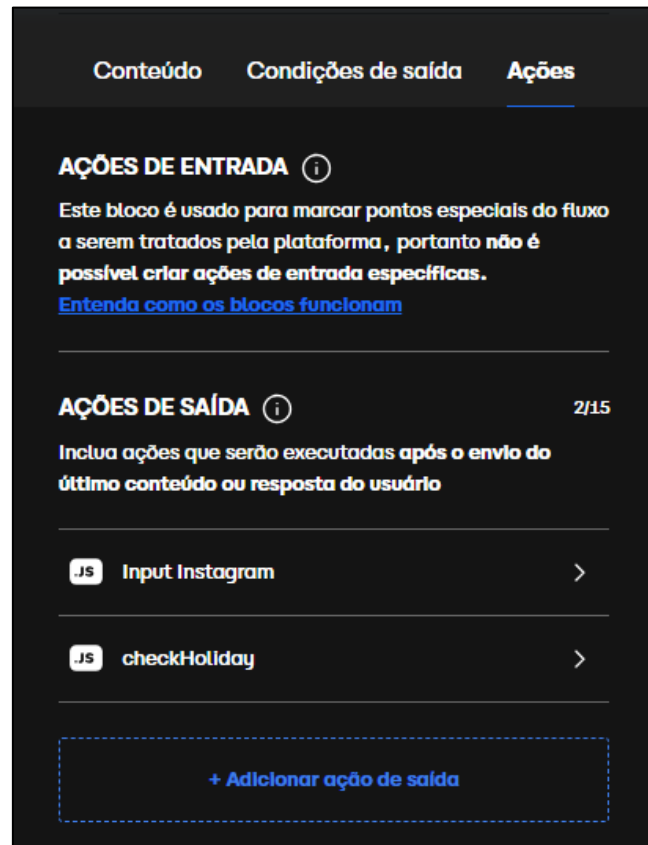 Conteúdo Condições de saída Ações
AÇÕES DE ENTRADA i
Este bloco é usado para marcar pontos especiais do fluxo
a serem tratados pela plataforma, portanto não é
possível criar ações de entrada específicas.
Entenda como os blocos funcionam
AÇÕES DE SAÍDA i 2/15
Inclua ações que serão executadas após o envio do
último conteúdo ou resposta do usuário
.JS Input Instagram
.JS checkHoliday
+ Adicionar ação de saída